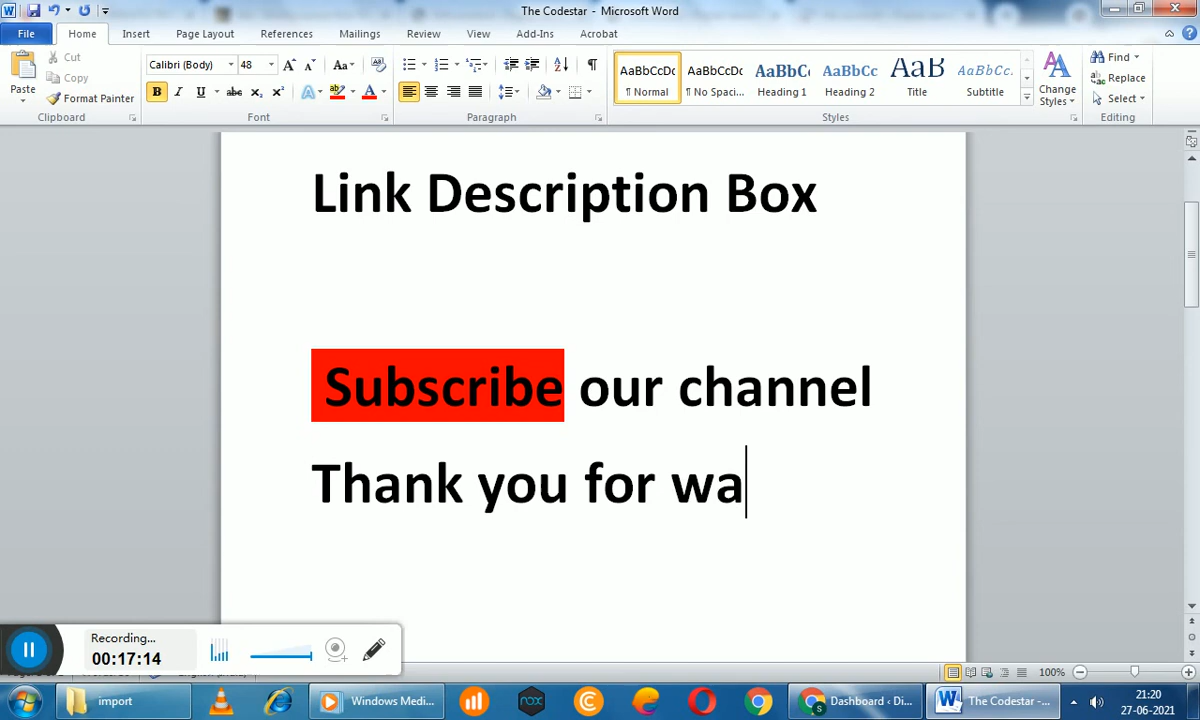 The Codestar - Microsoft Word
File Home Insert Page Layout References Mailings Review View Add-Ins Acrobat
Paste
Cut
Copy
Format Painter
Clipboard
Calibri (Body) 48
Font
Paragraph
AaBbCcDc AaBbCcDc AaBbCc AaBbCc AaB AaBbCc.
¶ Normal ¶ No Spaci... Heading 1 Heading 2 Title Subtitle
Change Styles
Styles
Find
Replace
Select
Editing
Link Description Box
Subscribe our channel
Thank you for wa
Recording...
00:17:14
100%
import
Windows Medi...
nox
Dashboard ‹ Di...
The Codestar -...
21:20
27-06-2021